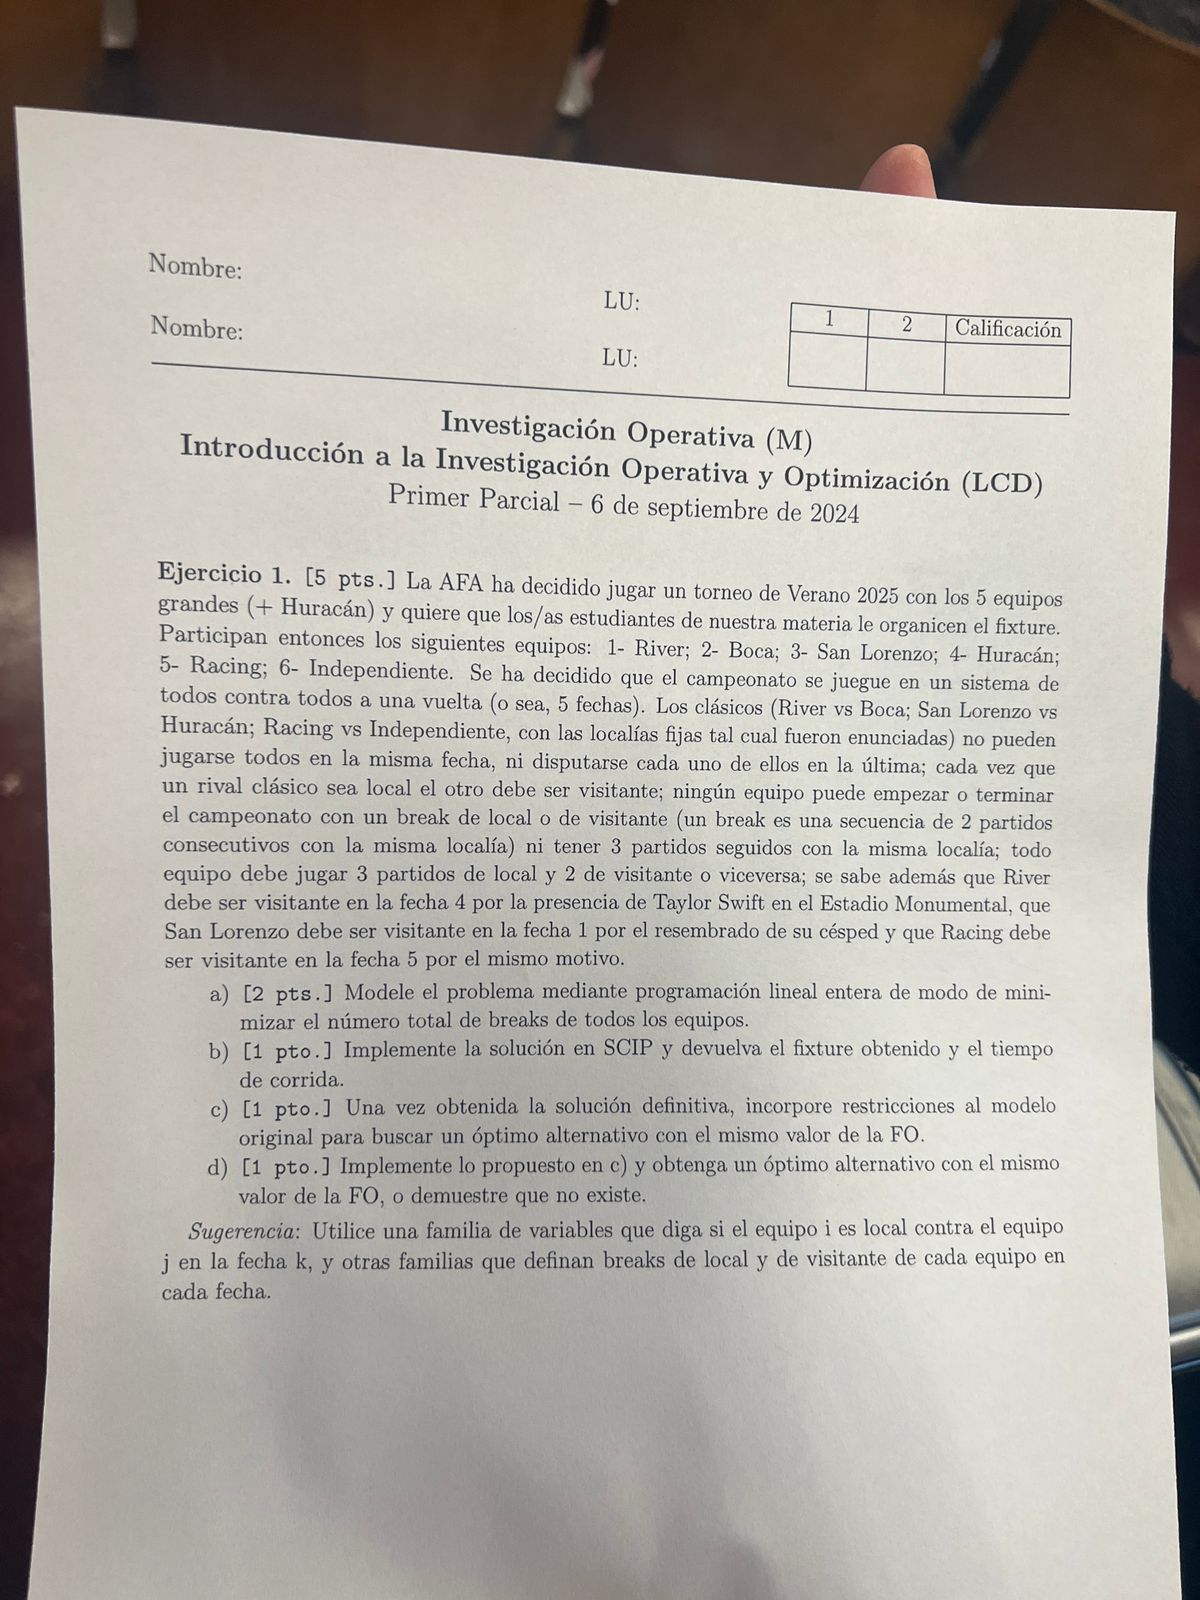 Nombre:
LU:
Nombre:
LU:
1 2 Calificación
Investigación Operativa (M)
Introducción a la Investigación Operativa y Optimización (LCD)
Primer Parcial – 6 de septiembre de 2024
Ejercicio 1. [5 pts.] La AFA ha decidido jugar un torneo de Verano 2025 con los 5 equipos
grandes (+ Huracán) y quiere que los/as estudiantes de nuestra materia le organicen el fixture.
Participan entonces los siguientes equipos: 1- River; 2- Boca; 3- San Lorenzo; 4- Huracán;
5- Racing; 6- Independiente. Se ha decidido que el campeonato se juegue en un sistema de
todos contra todos a una vuelta (o sea, 5 fechas). Los clásicos (River vs Boca; San Lorenzo vs
Huracán; Racing vs Independiente, con las localías fijas tal cual fueron enunciadas) no pueden
jugarse todos en la misma fecha, ni disputarse cada uno de ellos en la última; cada vez que
un rival clásico sea local el otro debe ser visitante; ningún equipo puede empezar o terminar
el campeonato con un break de local o de visitante (un break es una secuencia de 2 partidos
consecutivos con la misma localía) ni tener 3 partidos seguidos con la misma localía; todo
equipo debe jugar 3 partidos de local y 2 de visitante o viceversa; se sabe además que River
debe ser visitante en la fecha 4 por la presencia de Taylor Swift en el Estadio Monumental, que
San Lorenzo debe ser visitante en la fecha 1 por el resembrado de su césped y que Racing debe
ser visitante en la fecha 5 por el mismo motivo.
a) [2 pts.] Modele el problema mediante programación lineal entera de modo de mini-
mizar el número total de breaks de todos los equipos.
b) [1 pto.] Implemente la solución en SCIP y devuelva el fixture obtenido y el tiempo
de corrida.
c) [1 pto.] Una vez obtenida la solución definitiva, incorpore restricciones al modelo
original para buscar un óptimo alternativo con el mismo valor de la FO.
d) [1 pto.] Implemente lo propuesto en c) y obtenga un óptimo alternativo con el mismo
valor de la FO, o demuestre que no existe.
Sugerencia: Utilice una familia de variables que diga si el equipo i es local contra el equipo
j en la fecha k, y otras familias que definan breaks de local y de visitante de cada equipo en
cada fecha.